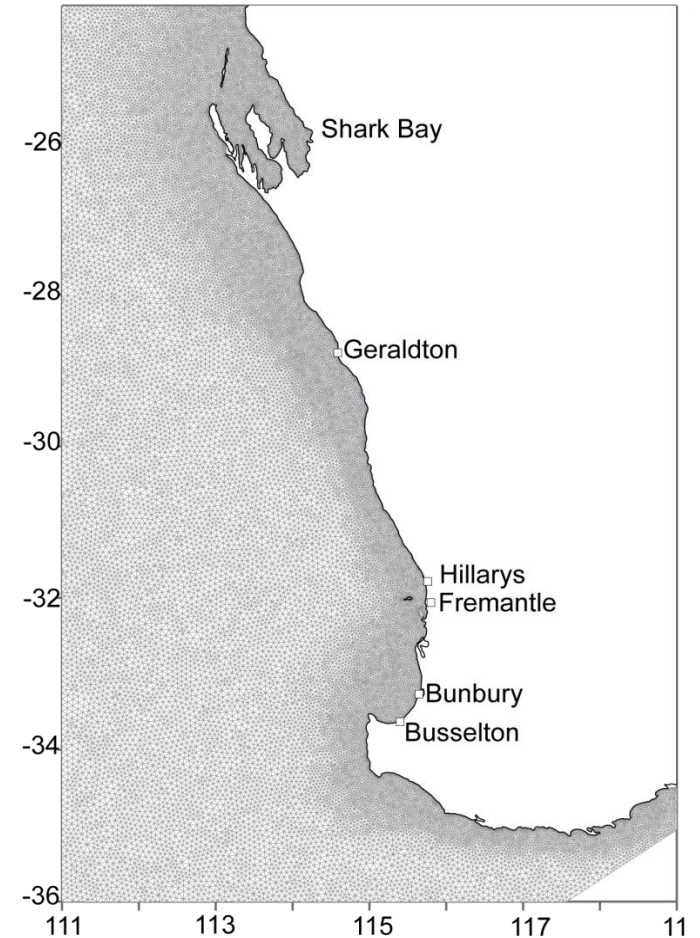 -26
Shark Bay
-28
Geraldton
-30
Hillarys
-32
Fremantle
Bunbury
-34
Busselton
-36
111 113 115 117 11